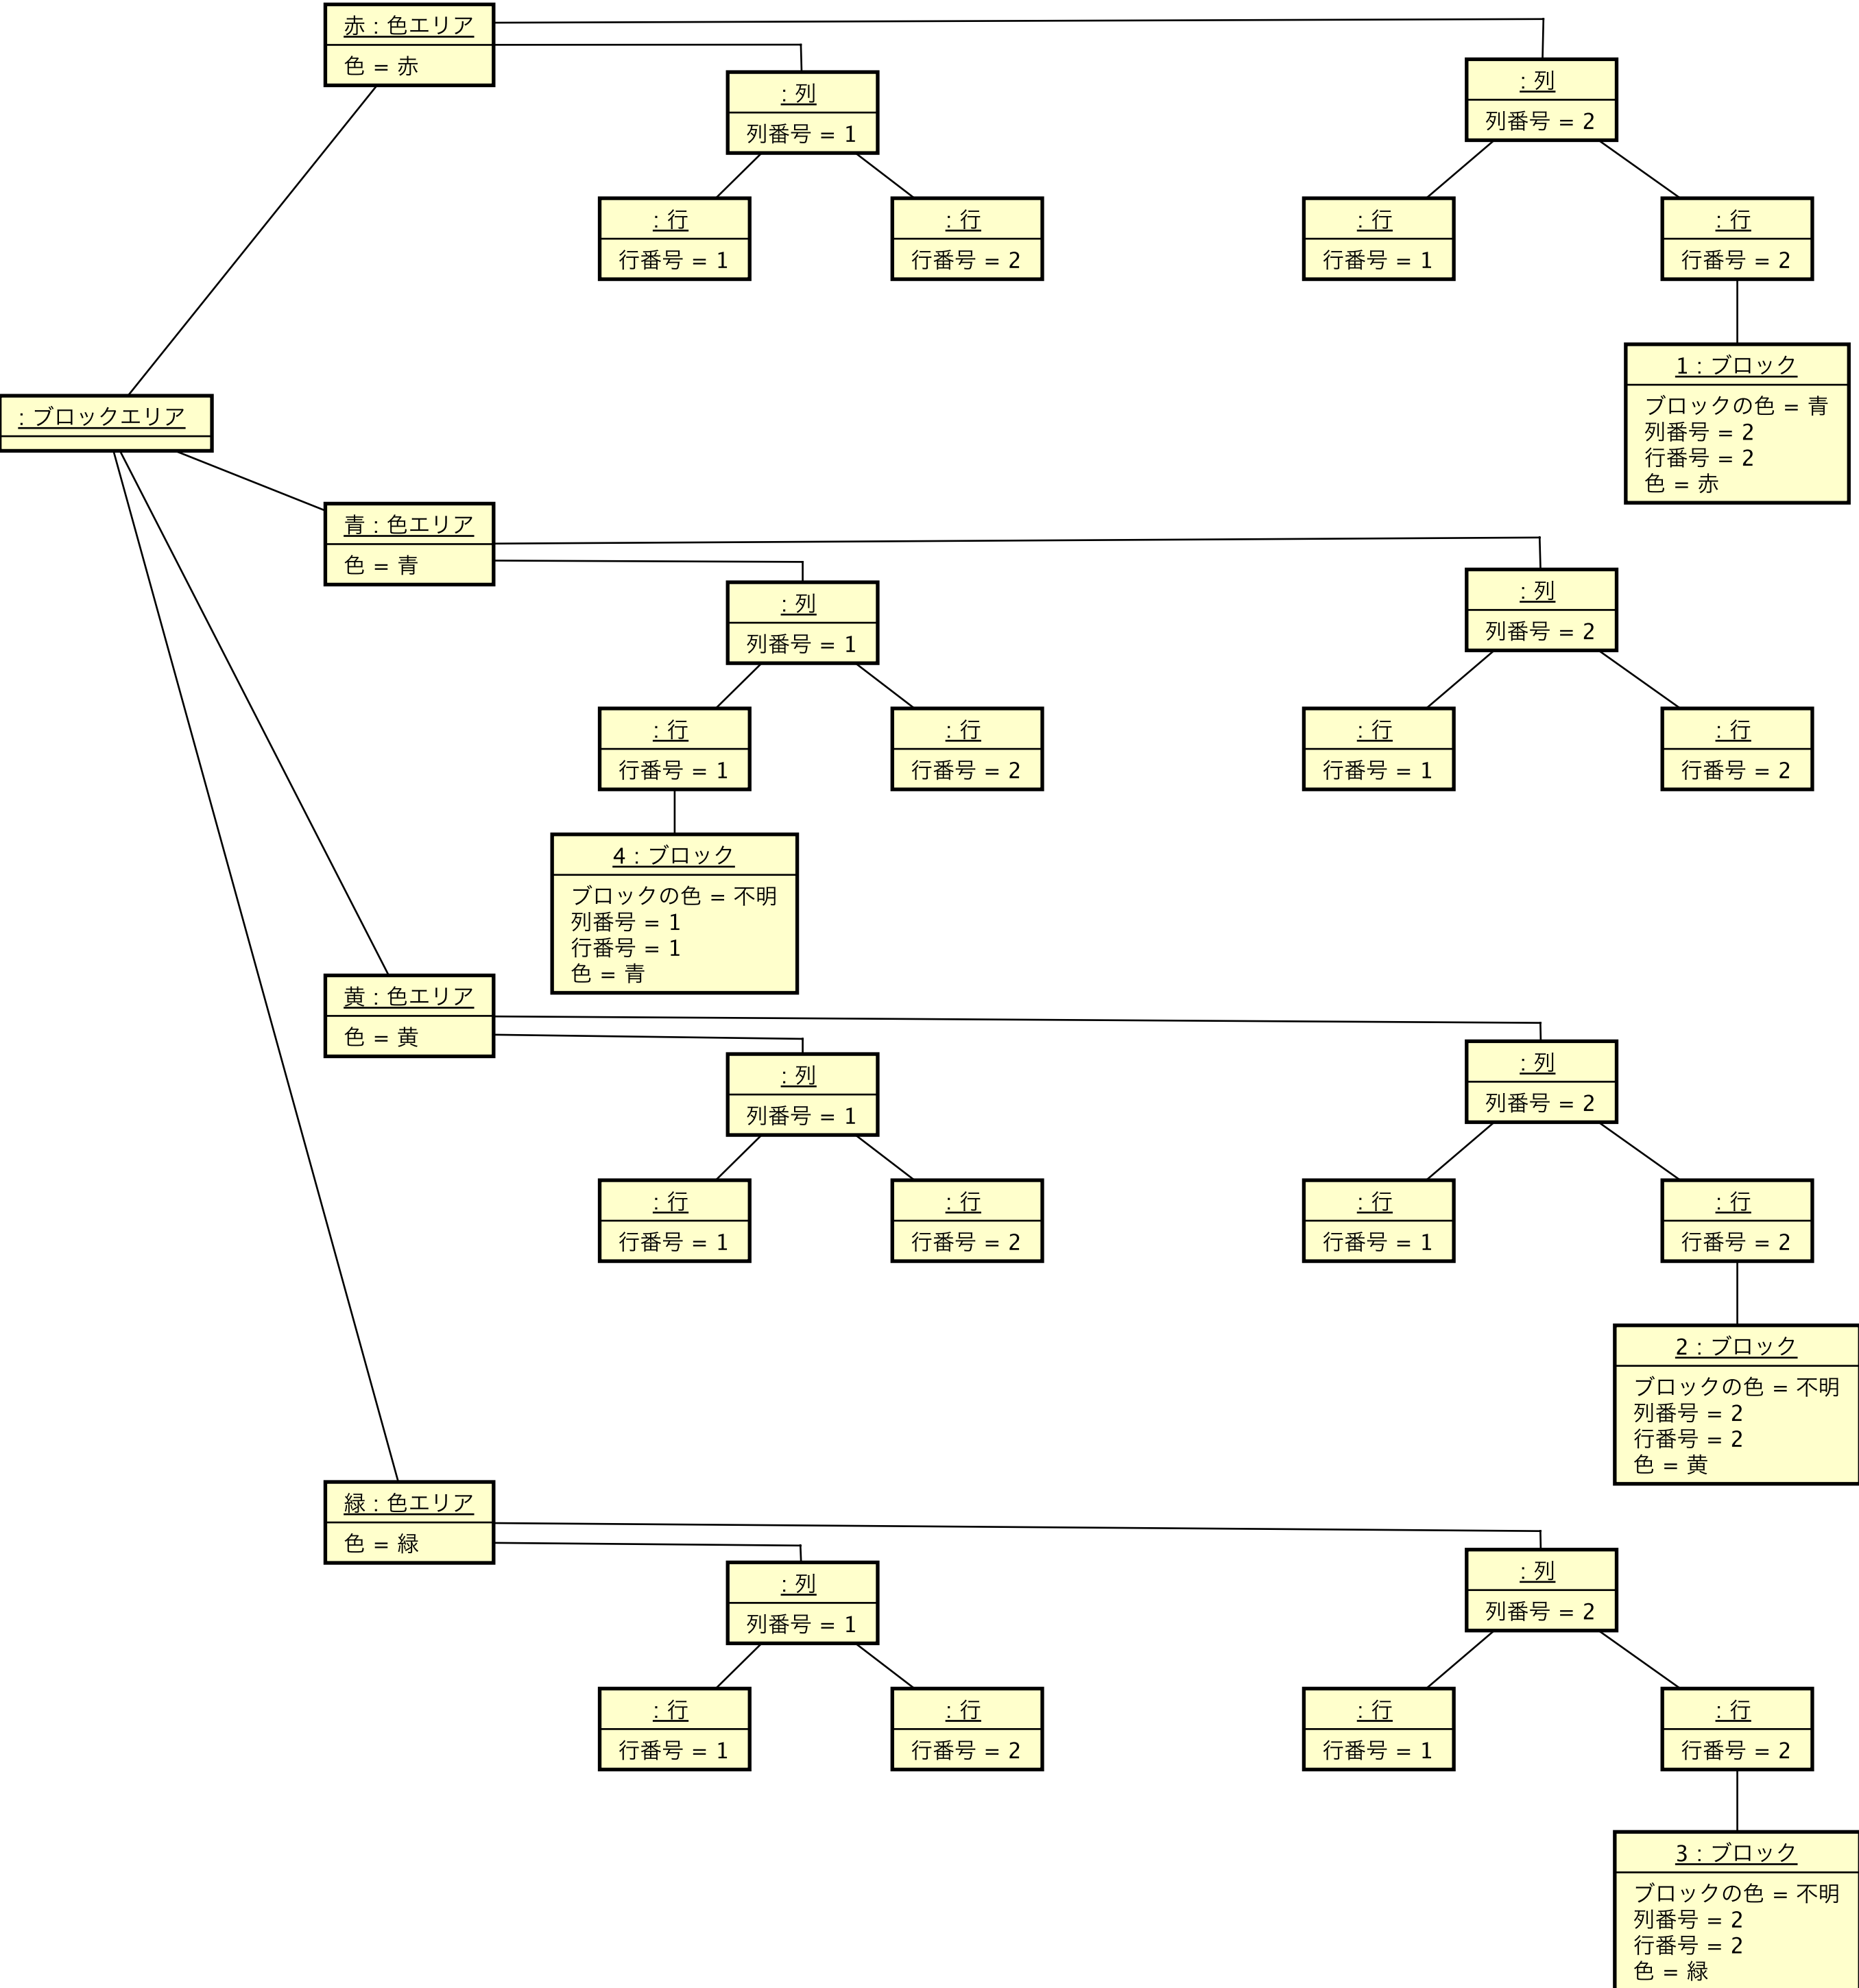 赤 : 色エリア
色 = 赤
: 列
列番号 = 1
: 列
列番号 = 2
: 行
行番号 = 1
: 行
行番号 = 2
: 行
行番号 = 1
: 行
行番号 = 2
1 : ブロック
ブロックの色 = 青
列番号 = 2
行番号 = 2
色 = 赤
: ブロックエリア
青 : 色エリア
色 = 青
: 列
列番号 = 1
: 列
列番号 = 2
: 行
行番号 = 1
: 行
行番号 = 2
: 行
行番号 = 1
: 行
行番号 = 2
4 : ブロック
ブロックの色 = 不明
列番号 = 1
行番号 = 1
色 = 青
黄 : 色エリア
色 = 黄
: 列
列番号 = 1
: 列
列番号 = 2
: 行
行番号 = 1
: 行
行番号 = 2
: 行
行番号 = 1
: 行
行番号 = 2
2 : ブロック
ブロックの色 = 不明
列番号 = 2
行番号 = 2
色 = 黄
緑 : 色エリア
色 = 緑
: 列
列番号 = 1
: 列
列番号 = 2
: 行
行番号 = 1
: 行
行番号 = 2
: 行
行番号 = 1
: 行
行番号 = 2
3 : ブロック
ブロックの色 = 不明
列番号 = 2
行番号 = 2
色 = 緑